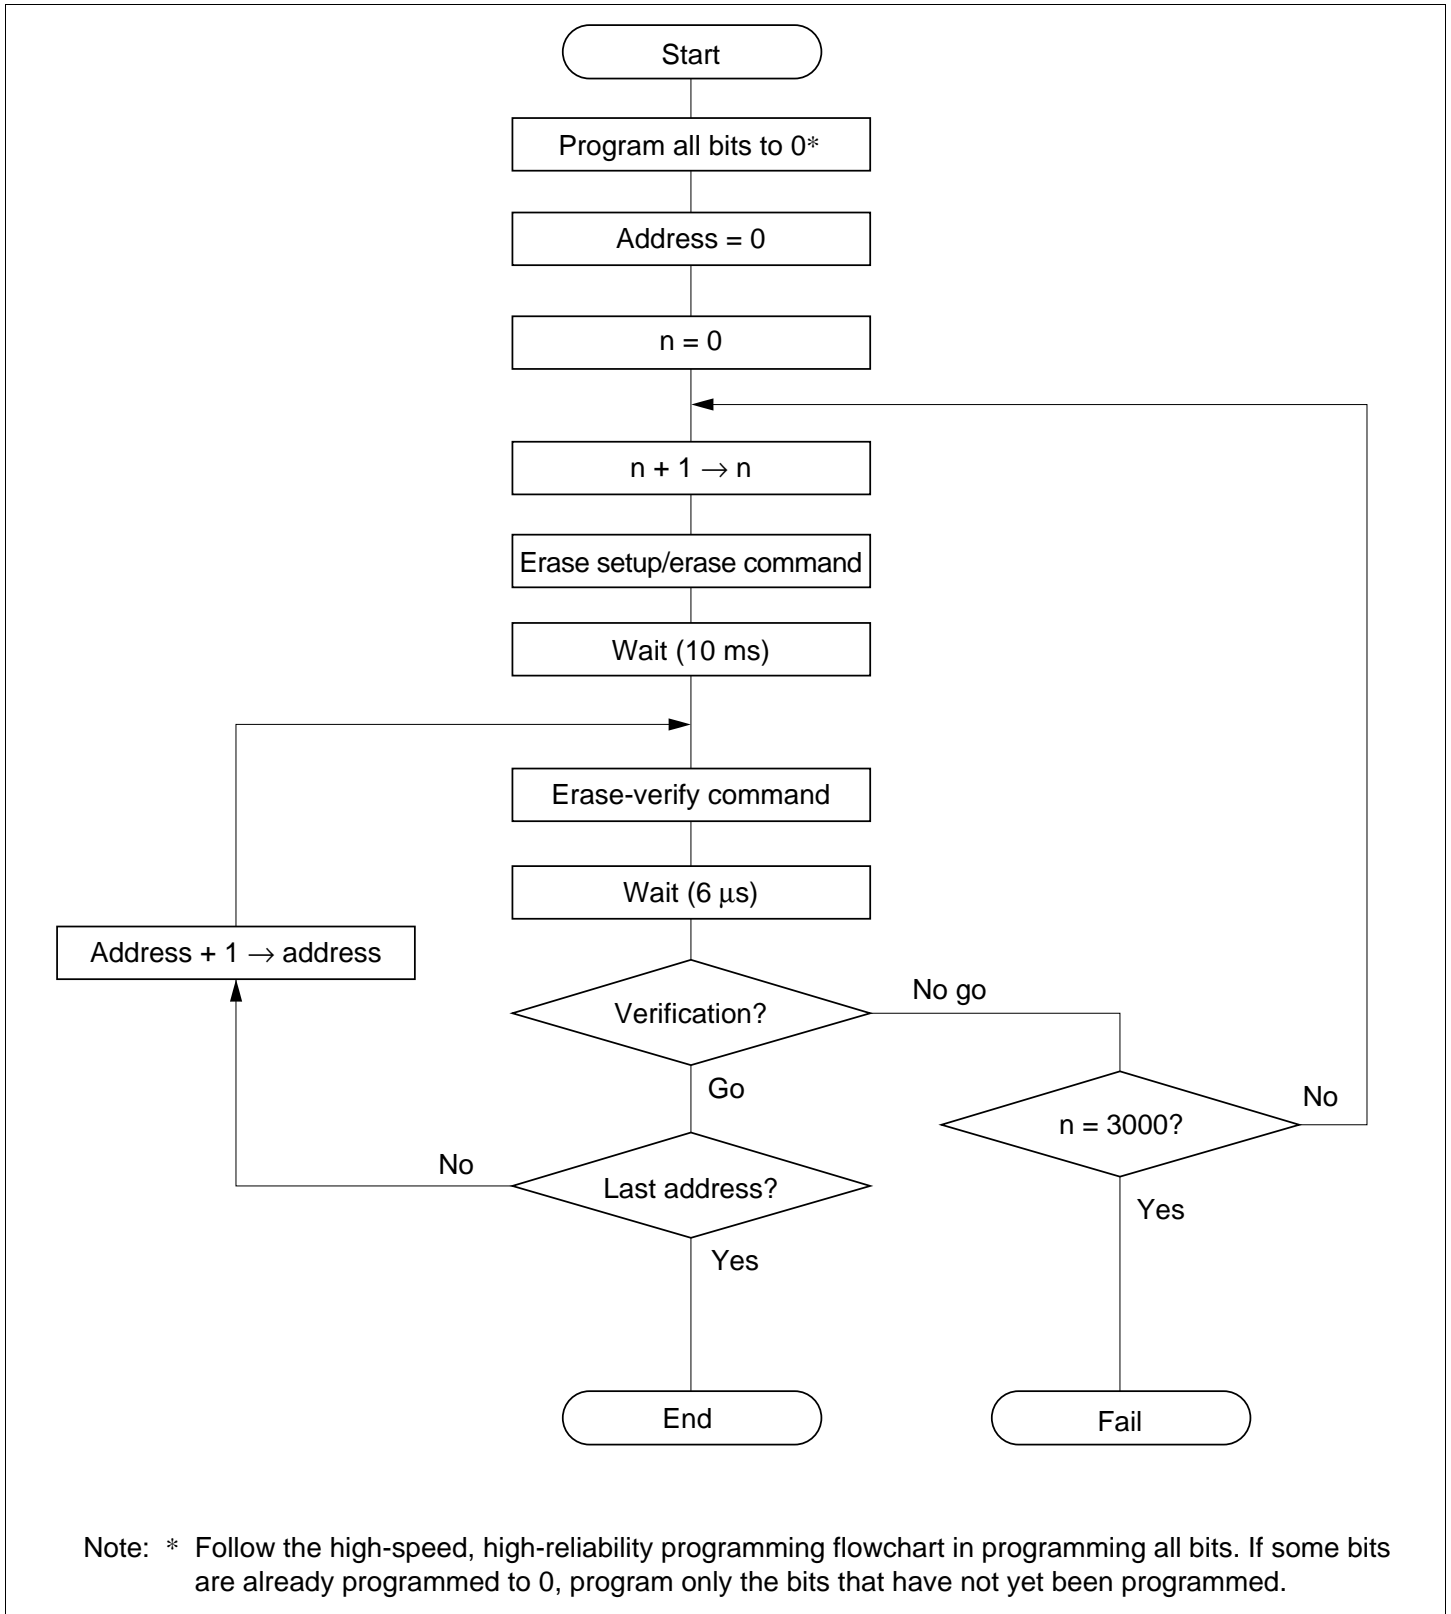 Start
Program all bits to 0*
Address = 0
n = 0
n + 1 → n
Erase setup/erase command
Wait (10 ms)
Erase-verify command
Wait (6 μs)
Address + 1 → address
Verification?
No go
Go
n = 3000?
No
Last address?
No
Yes
Yes
End
Fail
Note: * Follow the high-speed, high-reliability programming flowchart in programming all bits. If some bits
are already programmed to 0, program only the bits that have not yet been programmed.